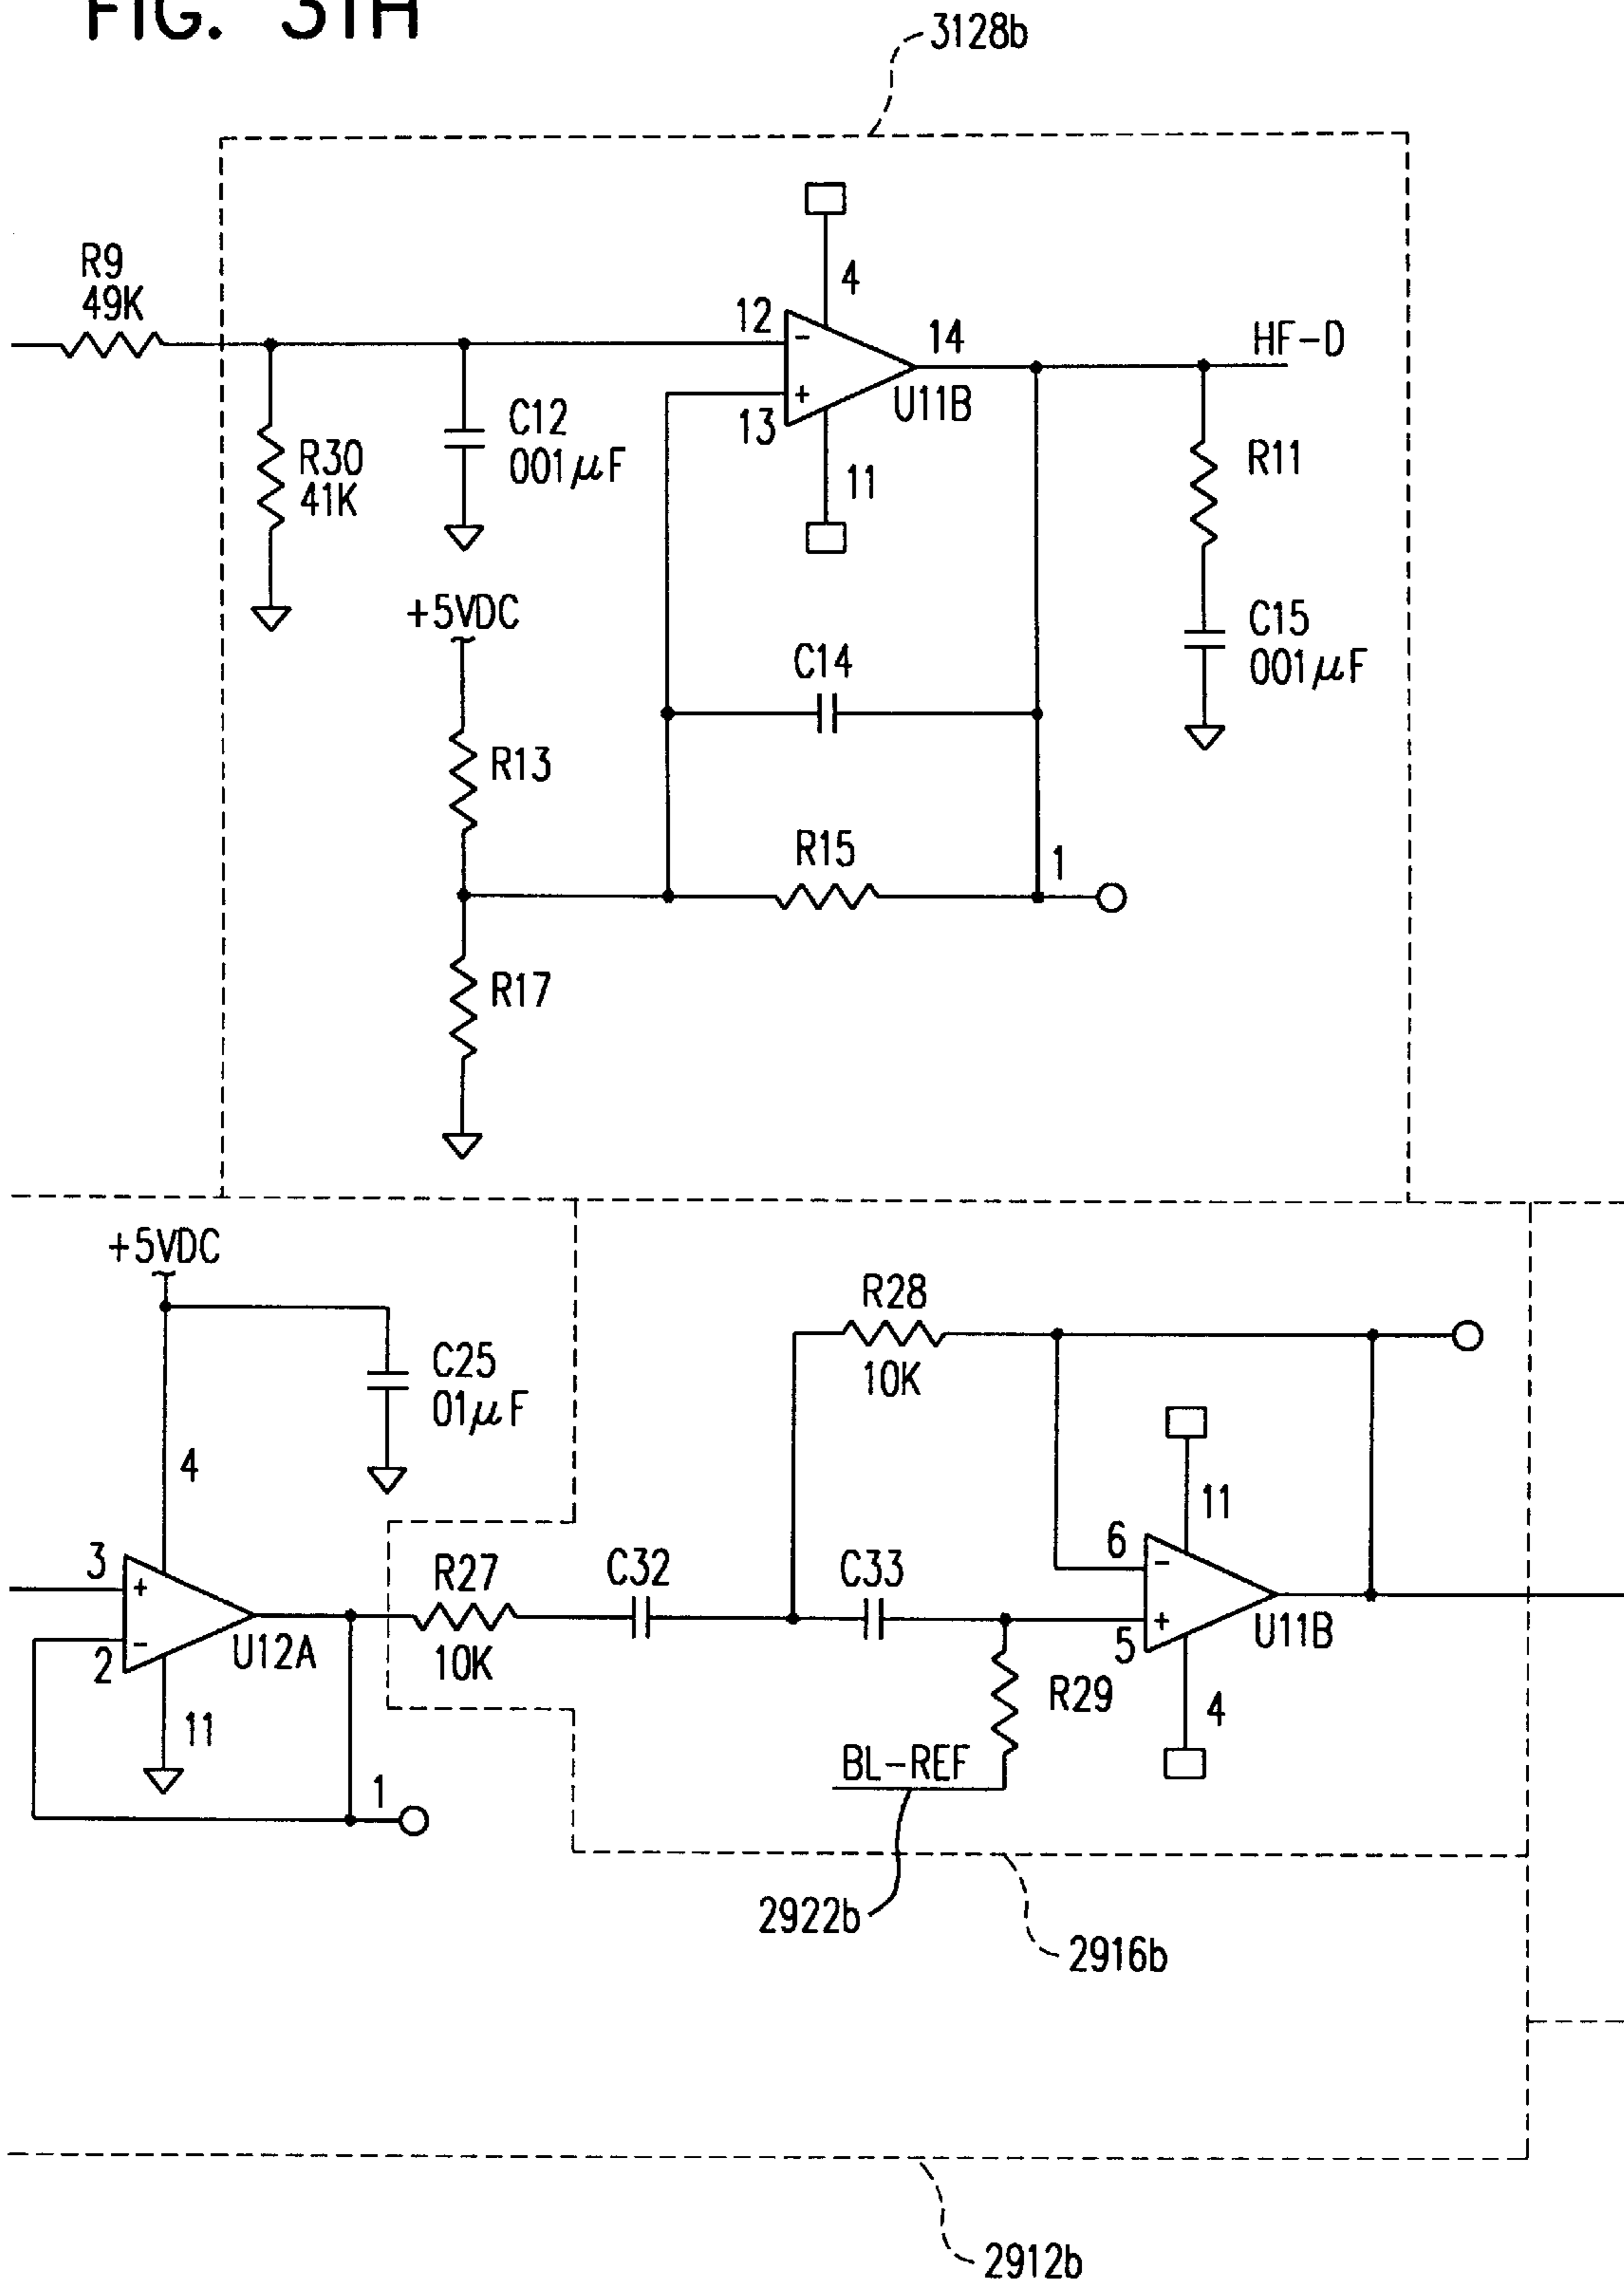 FIG. 31H
3128b
R9
49K
12
-
4
14
HF-D
+
13
U11B
11
R30
41K
C12
001μF
R11
C15
001μF
+5VDC
C14
R13
R15
1
R17
+5VDC
R28
10K
C25
01μF
4
11
3
+
-
2
U12A
R27
10K
C32
C33
6
-
+
5
U11B
R29
4
11
BL-REF
1
2922b
2916b
2912b